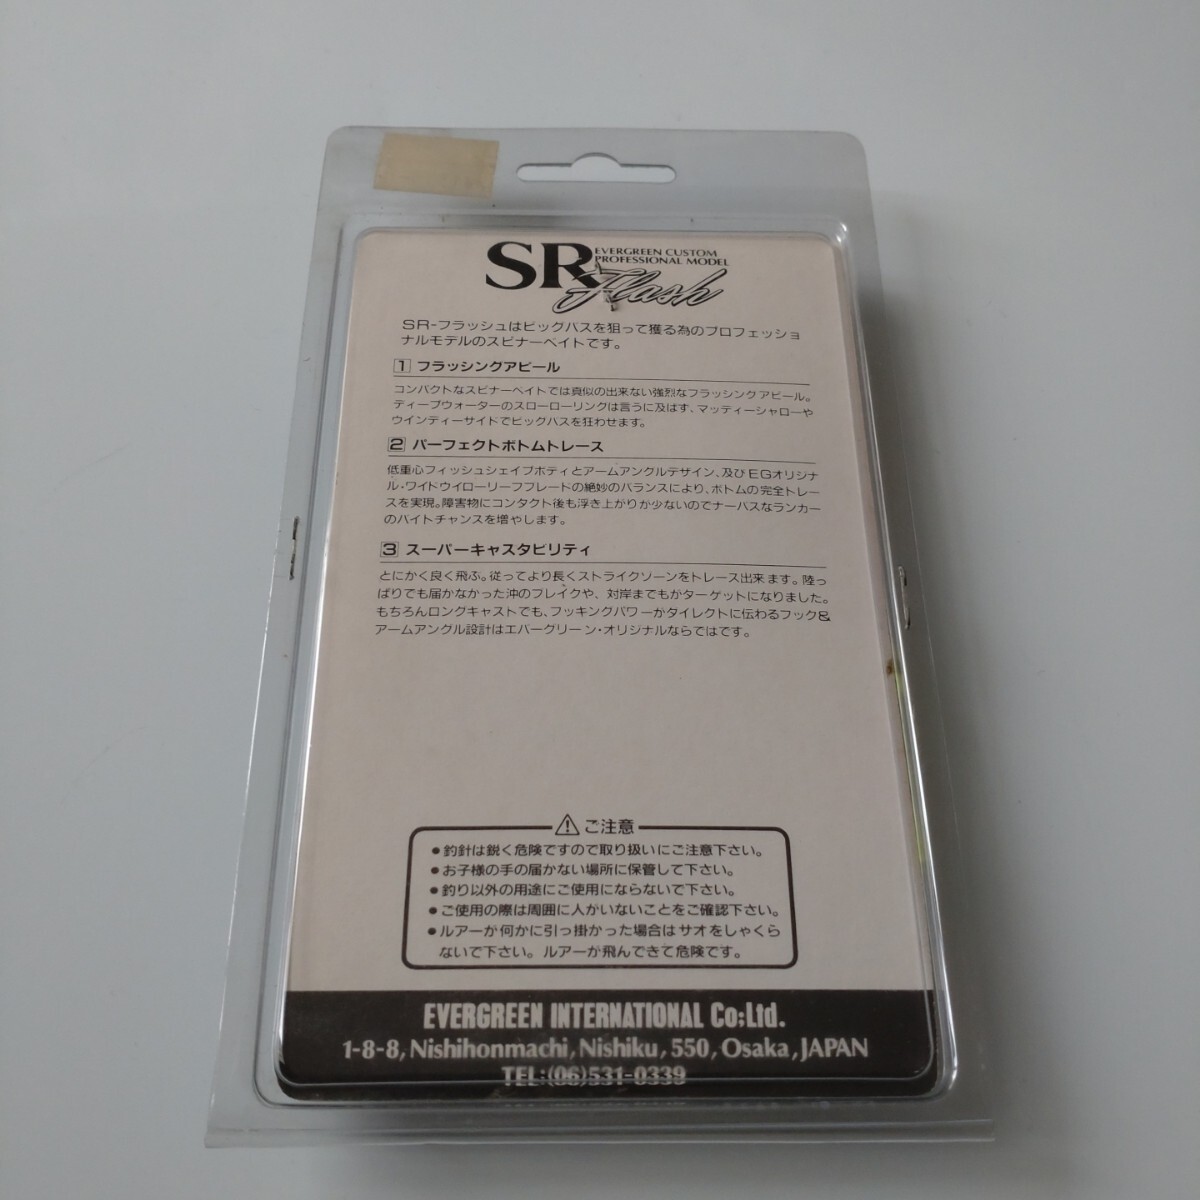 SR
EVERGREEN CUSTOM
PROFESSIONAL MODEL
Flash
SR-フラッシュはビッグバスを狙って獲る為のプロフェッショ
ナルモデルのスピナーベイトです。
1 フラッシングアピール
コンパクトなスピナーベイトでは真似の出来ない強烈なフラッシングアピール。
ディープウォーターのスローローリングは言うに及ばず、マッディーシャローや
ウインディーサイドでビッグバスを狂わせます。
2 パーフェクトボトムトレース
低重心フィッシュシェイプボディとアームアングルデザイン、及びEGオリジナ
ル・ワイドウイローリーフブレードの絶妙のバランスにより、ボトムの完全トレー
スを実現。障害物にコンタクト後も浮き上がりが少ないのでナーバスなランカー
のバイトチャンスを増やします。
3 スーパーキャスタビリティ
とにかく良く飛ぶ。従ってより長くストライクゾーンをトレース出来ます。陸っ
ぱりでも届かなかった沖のブレイクや、対岸までもがターゲットになりました。
もちろんロングキャストでも、フッキングパワーがダイレクトに伝わるフック&
アームアングル設計はエバーグリーン・オリジナルならではです。
⚠ ご注意
●釣針は鋭く危険ですので取り扱いにご注意下さい。
●お子様の手の届かない場所に保管して下さい。
●釣り以外の用途にご使用にならないで下さい。
●ご使用の際は周囲に人がいないことをご確認下さい。
●ルアーが何かに引っ掛かった場合はサオをしゃくら
ないで下さい。ルアーが飛んできて危険です。
EVERGREEN INTERNATIONAL Co;Ltd.
1-8-8, Nishihonmachi, Nishiku, 550, Osaka, JAPAN
TEL:(06)531-0339